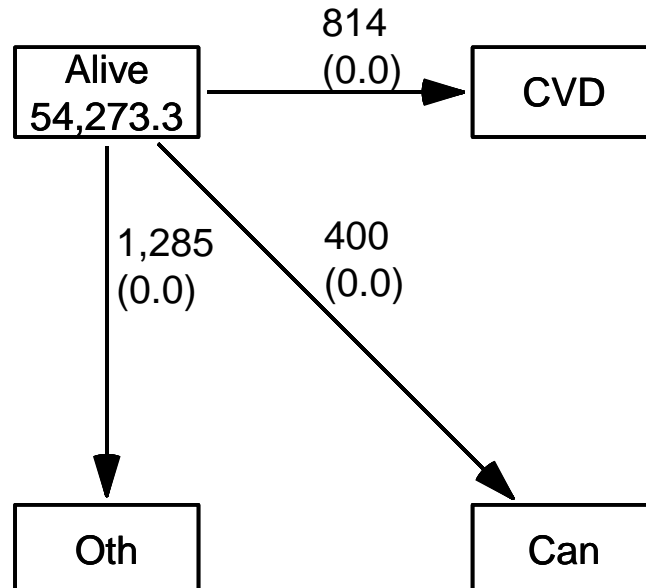 814
(0.0)
Alive
54,273.3
CVD
1,285
(0.0)
400
(0.0)
Oth
Can